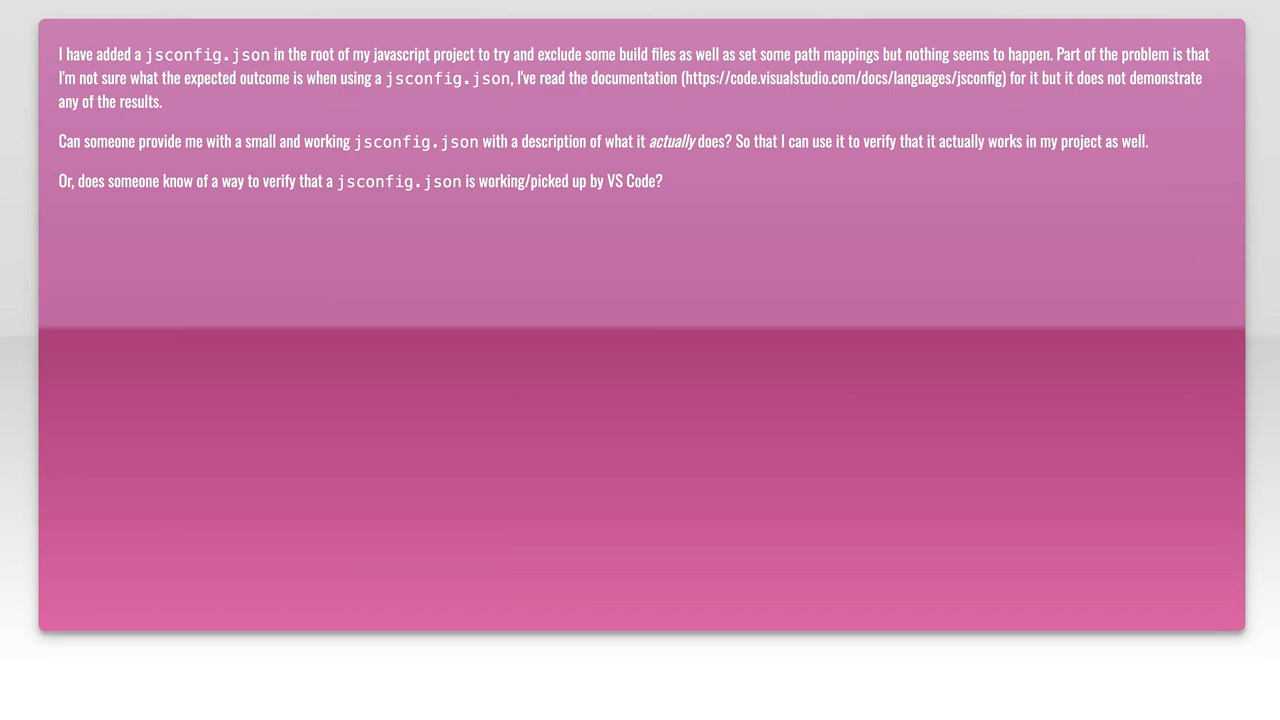 I have added a jsconfig.json in the root of my javascript project to try and exclude some build files as well as set some path mappings but nothing seems to happen. Part of the problem is that
I'm not sure what the expected outcome is when using a jsconfig.json, I've read the documentation (https://code.visualstudio.com/docs/languages/jsconfig) for it but it does not demonstrate
any of the results.
Can someone provide me with a small and working jsconfig.json with a description of what it actually does? So that I can use it to verify that it actually works in my project as well.
Or, does someone know of a way to verify that a jsconfig.json is working/picked up by VS Code?